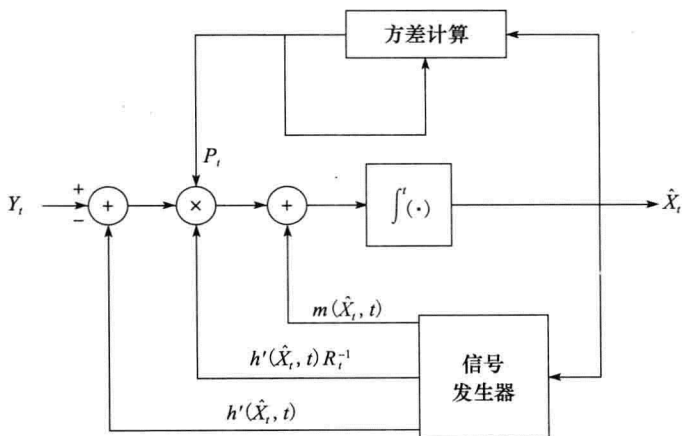 方差计算
P_t
Y_t
+
−
+
×
+
∫^t(·)
X̂_t
m(X̂_t, t)
h′(X̂_t, t)R_t^{-1}
h′(X̂_t, t)
信号
发生器